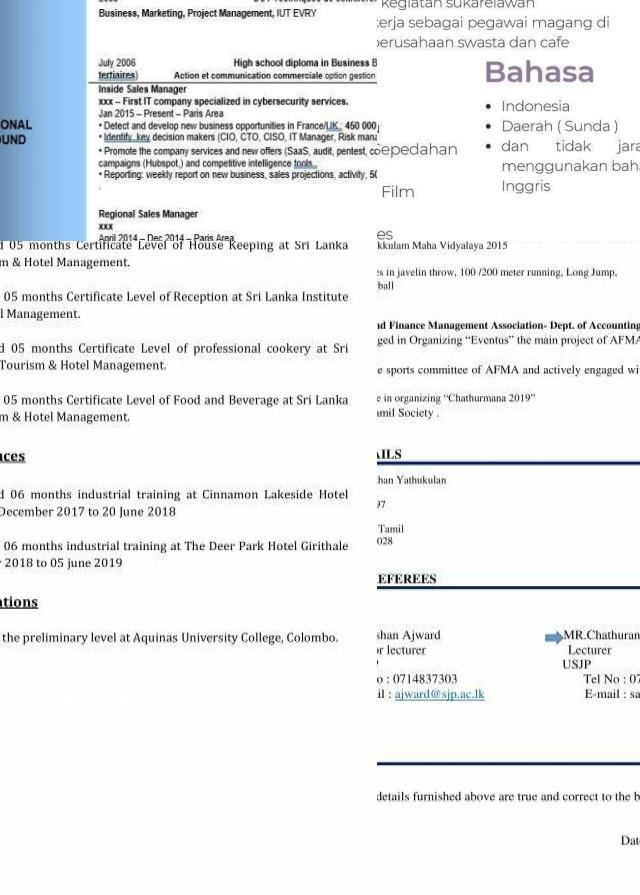 Business, Marketing, Project Management, IUT EVRY
July 2006 High school diploma in Business B
tertiaires) Action et communication commerciale option gestion
ONAL
UND
Inside Sales Manager
xxx – First IT company specialized in cybersecurity services.
Jan 2015 – Present – Paris Area
• Detect and develop new business opportunities in France/UK : 450 000
• Identify key decision makers (CIO, CTO, CISO, IT Manager, Risk mana
• Promote the company services and new offers (SaaS, audit, pentest, co
campaigns (Hubspot,) and competitive intelligence tools.
• Reporting: weekly report on new business, sales projections, activity, 50
Regional Sales Manager
xxx
April 2014 – Dec 2014 – Paris Area
kegiatan sukarelawan
kerja sebagai pegawai magang di
perusahaan swasta dan cafe
Bahasa
• Indonesia
• Daerah ( Sunda )
• dan tidak jara
menggunakan baha
Inggris
Sepedahan
Film
es
d 05 months Certificate Level of House Keeping at Sri Lanka
m & Hotel Management.
05 months Certificate Level of Reception at Sri Lanka Institute
l Management.
d 05 months Certificate Level of professional cookery at Sri
Tourism & Hotel Management.
05 months Certificate Level of Food and Beverage at Sri Lanka
m & Hotel Management.
nces
d 06 months industrial training at Cinnamon Lakeside Hotel
December 2017 to 20 June 2018
06 months industrial training at The Deer Park Hotel Girithale
2018 to 05 june 2019
ations
the preliminary level at Aquinas University College, Colombo.
kkulam Maha Vidyalaya 2015
es in javelin throw, 100 /200 meter running, Long Jump,
ball
nd Finance Management Association- Dept. of Accounting
ged in Organizing “Eventus” the main project of AFMA
e sports committee of AFMA and actively engaged wi
e in organizing “Chathurmana 2019”
amil Society .
AILS
han Yathukulan
97
Tamil
028
EFEREES
shan Ajward
or lecturer
o : 0714837303
il : ajward@sjp.ac.lk
MR.Chathuran
Lecturer
USJP
Tel No : 07
E-mail : sa
details furnished above are true and correct to the b
Dat